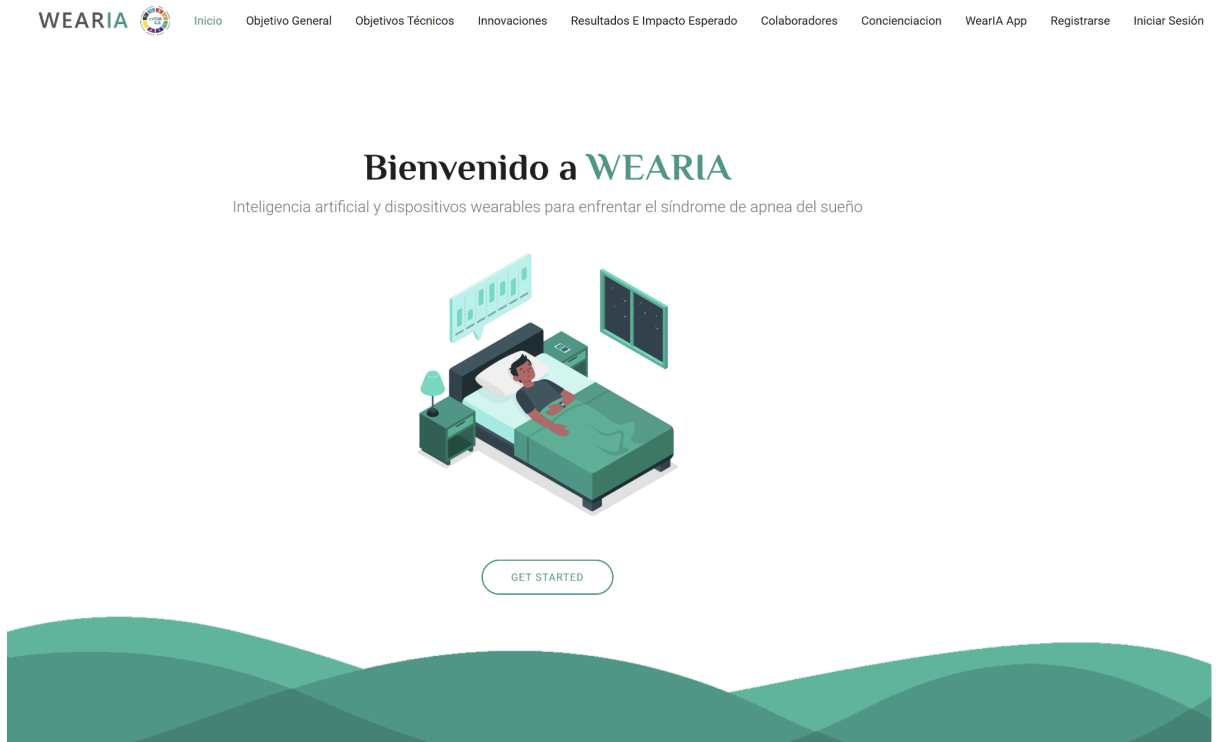 WEARIA
Inicio Objetivo General Objetivos Técnicos Innovaciones Resultados E Impacto Esperado Colaboradores Concienciacion WearIA App Registrarse Iniciar Sesión
Bienvenido a WEARIA
Inteligencia artificial y dispositivos wearables para enfrentar el síndrome de apnea del sueño
GET STARTED